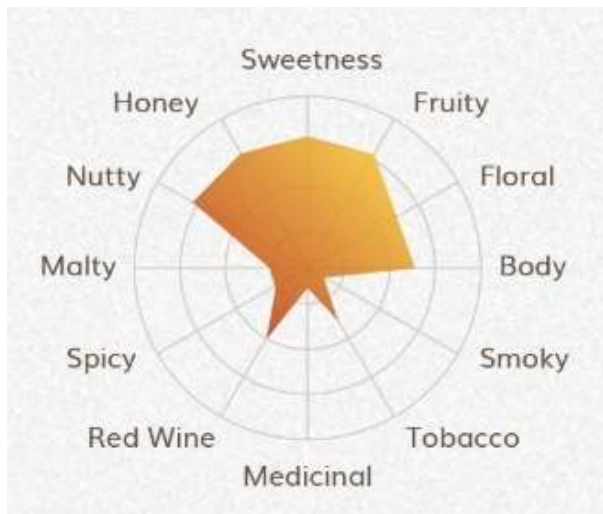 Sweetness
Honey
Fruity
Nutty
Floral
Malty
Body
Spicy
Smoky
Red Wine
Tobacco
Medicinal